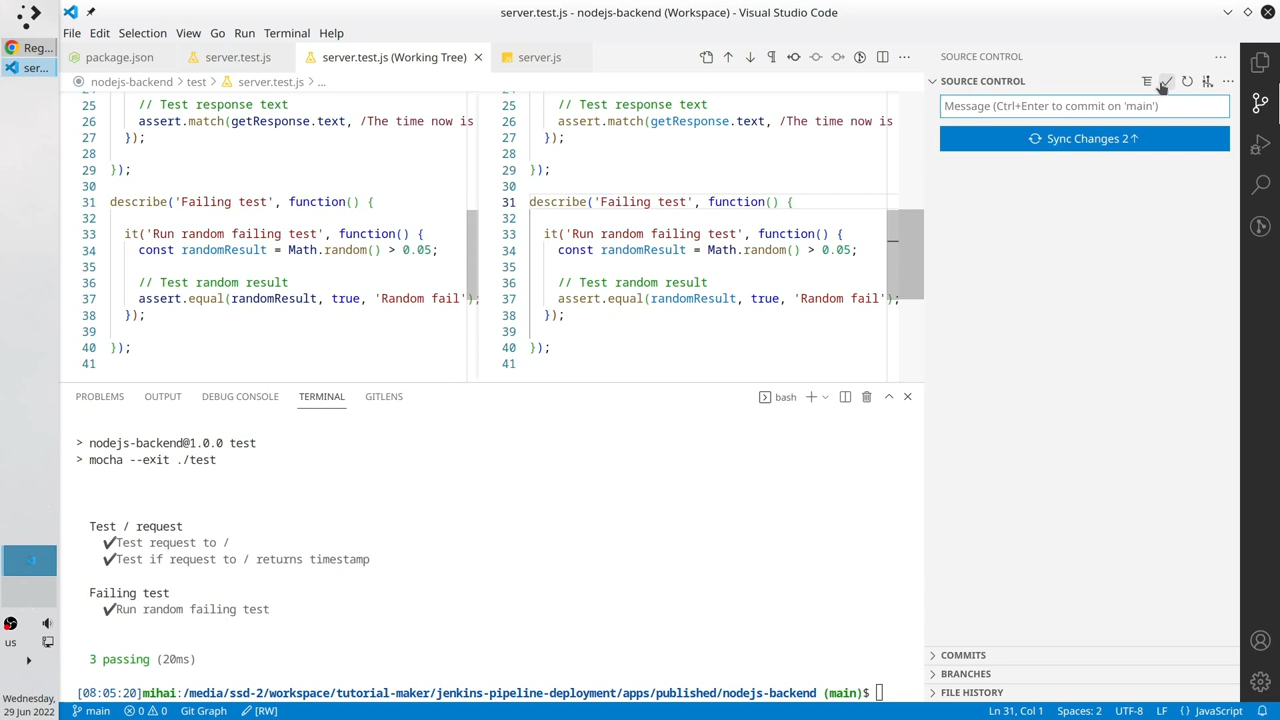 server.test.js - nodejs-backend (Workspace) - Visual Studio Code
File Edit Selection View Go Run Terminal Help
Reg...
ser...
package.json server.test.js server.test.js (Working Tree) server.js
nodejs-backend > test > server.test.js > ...
25 // Test response text
26 assert.match(getResponse.text, /The time now is
27 });
28
29 });
30
31 describe('Failing test', function() {
32
33 it('Run random failing test', function() {
34 const randomResult = Math.random() > 0.05;
35
36 // Test random result
37 assert.equal(randomResult, true, 'Random fail');
38 });
39
40 });
41
25 // Test response text
26 assert.match(getResponse.text, /The time now is
27 });
28
29 });
30
31 describe('Failing test', function() {
32
33 it('Run random failing test', function() {
34 const randomResult = Math.random() > 0.05;
35
36 // Test random result
37 assert.equal(randomResult, true, 'Random fail');
38 });
39
40 });
41
SOURCE CONTROL
SOURCE CONTROL
Message (Ctrl+Enter to commit on 'main')
Sync Changes 2↑
COMMITS
BRANCHES
FILE HISTORY
PROBLEMS OUTPUT DEBUG CONSOLE TERMINAL GITLENS
bash
> nodejs-backend@1.0.0 test
> mocha --exit ./test
Test / request
✔Test request to /
✔Test if request to / returns timestamp
Failing test
✔Run random failing test
3 passing (20ms)
[08:05:20]mihai:/media/ssd-2/workspace/tutorial-maker/jenkins-pipeline-deployment/apps/published/nodejs-backend (main)$
us
Wednesday,
29 Jun 2022
main 0 0 Git Graph [RW]
Ln 31, Col 1 Spaces: 2 UTF-8 LF {} JavaScript